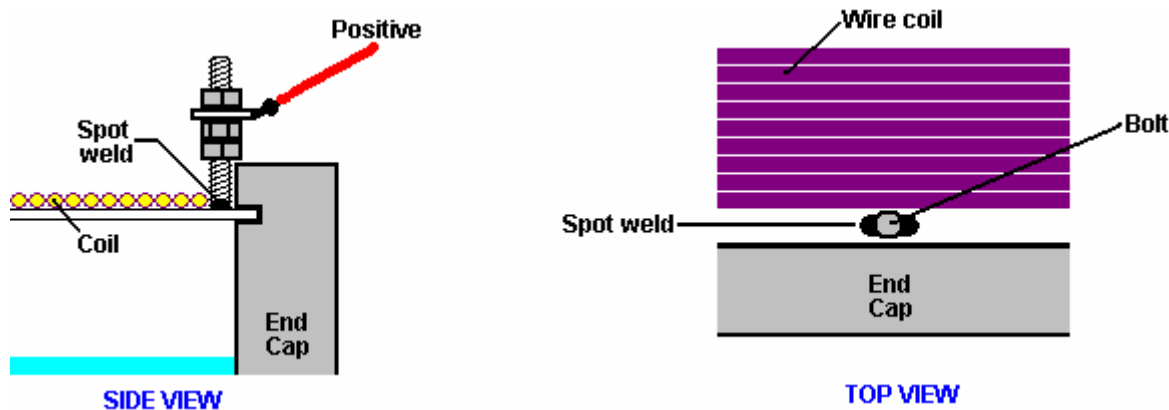 Positive
Spot
weld
Coil
End
Cap
SIDE VIEW
Wire coil
Bolt
Spot weld
End
Cap
TOP VIEW